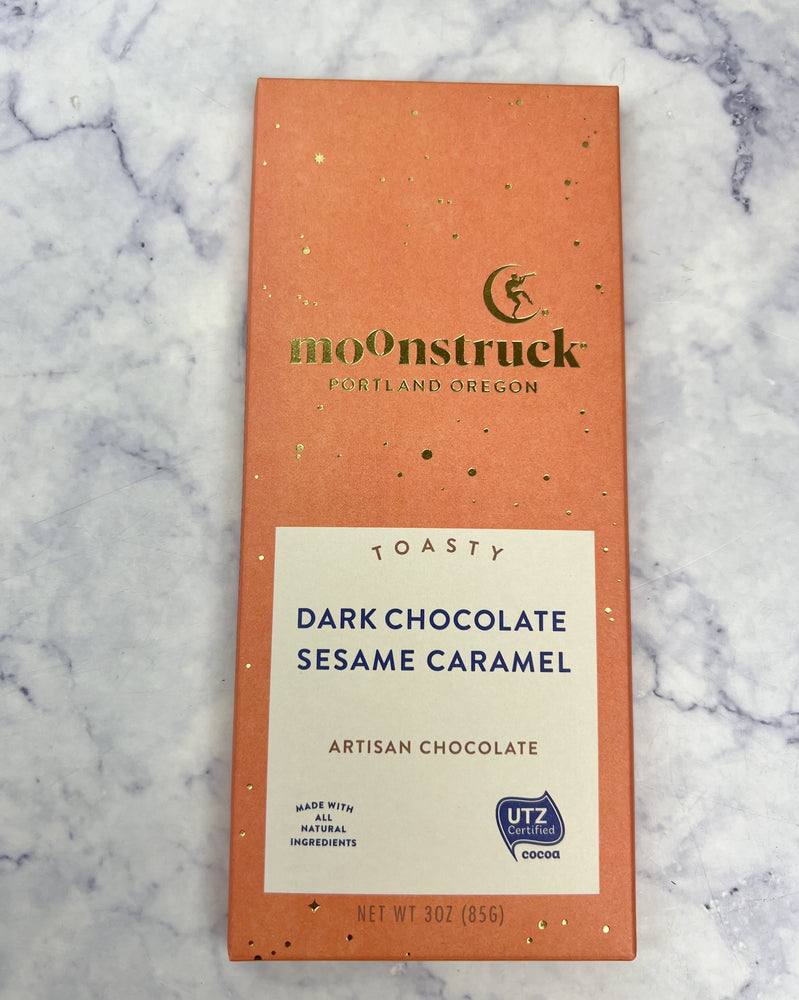 moonstruck
PORTLAND OREGON
TOASTY
DARK CHOCOLATE
SESAME CARAMEL
ARTISAN CHOCOLATE
MADE WITH
ALL
NATURAL
INGREDIENTS
UTZ
Certified
cocoa
NET WT 3OZ (85G)